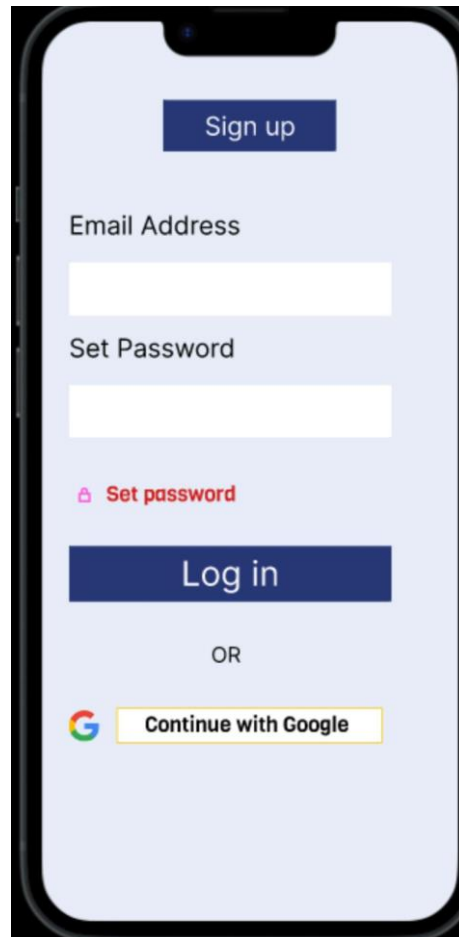 Sign up
Email Address
Set Password
Set password
Log in
OR
Continue with Google